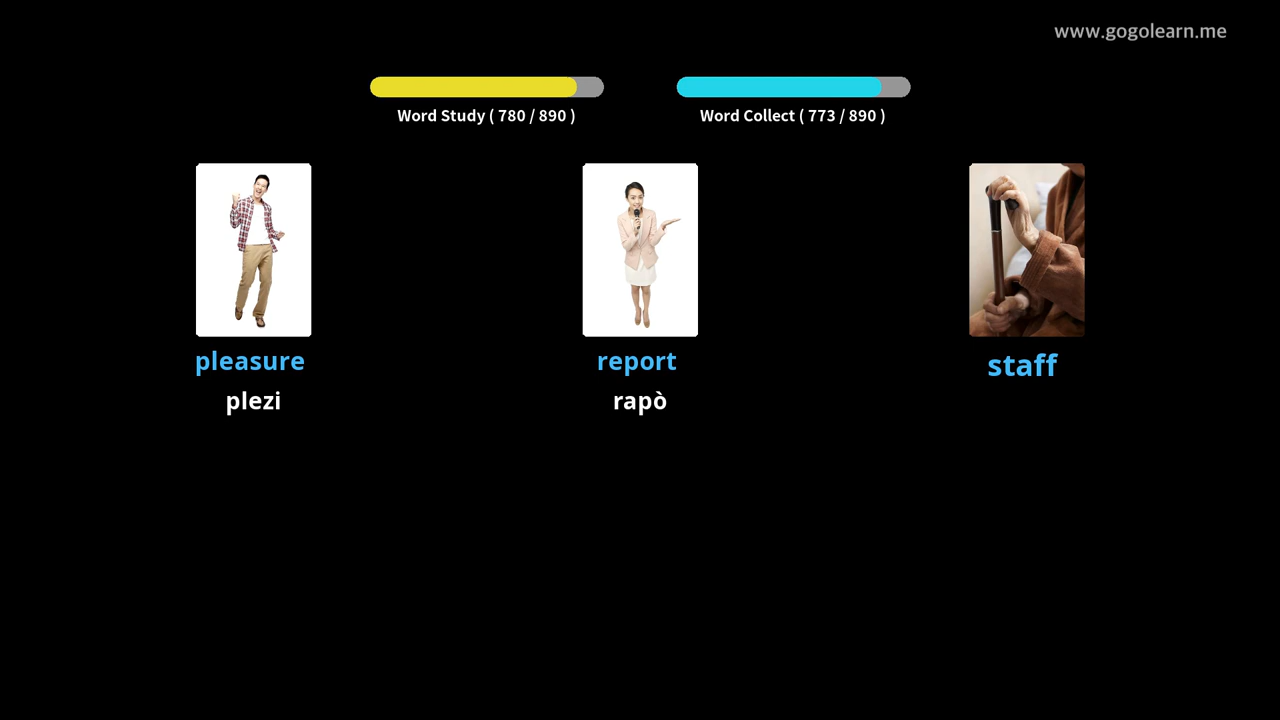 www.gogolearn.me
Word Study ( 780 / 890 )
Word Collect ( 773 / 890 )
pleasure
report
staff
plezi
rapò